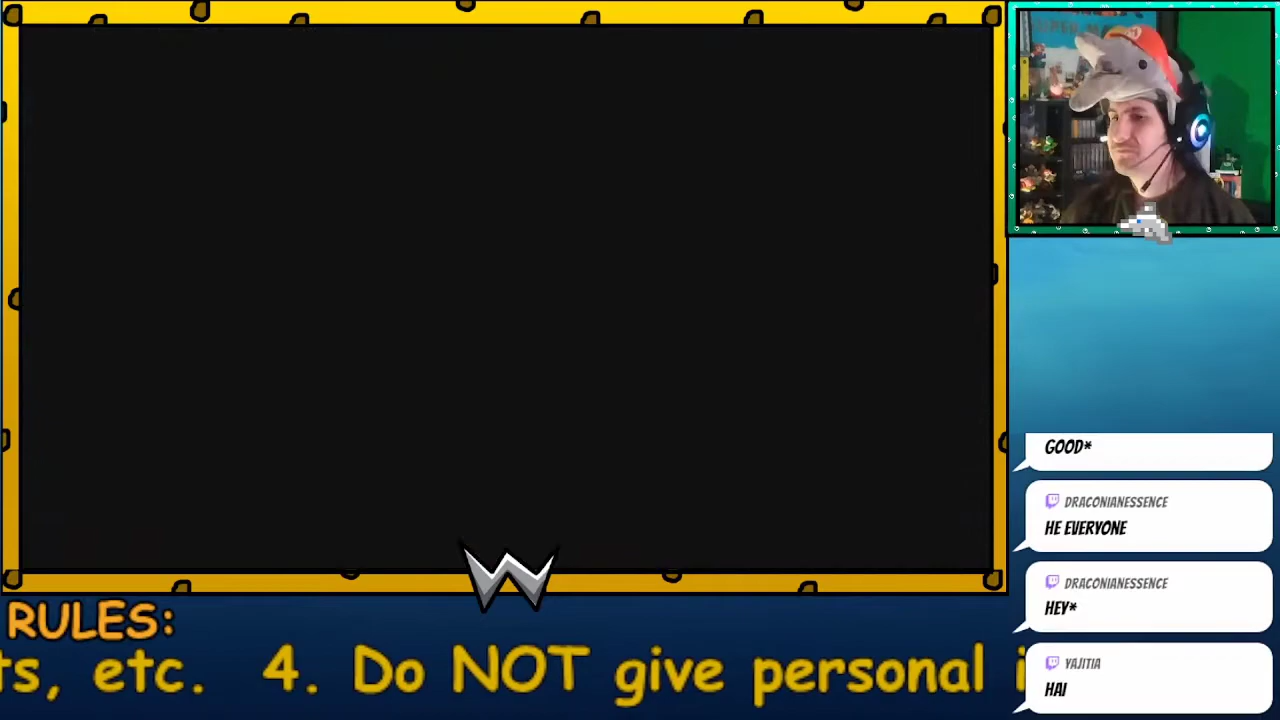 GOOD*
DRACONIANESSENCE
HE EVERYONE
DRACONIANESSENCE
HEY*
YAJITIA
HAI
RULES:
ts, etc. 4. Do NOT give personal i